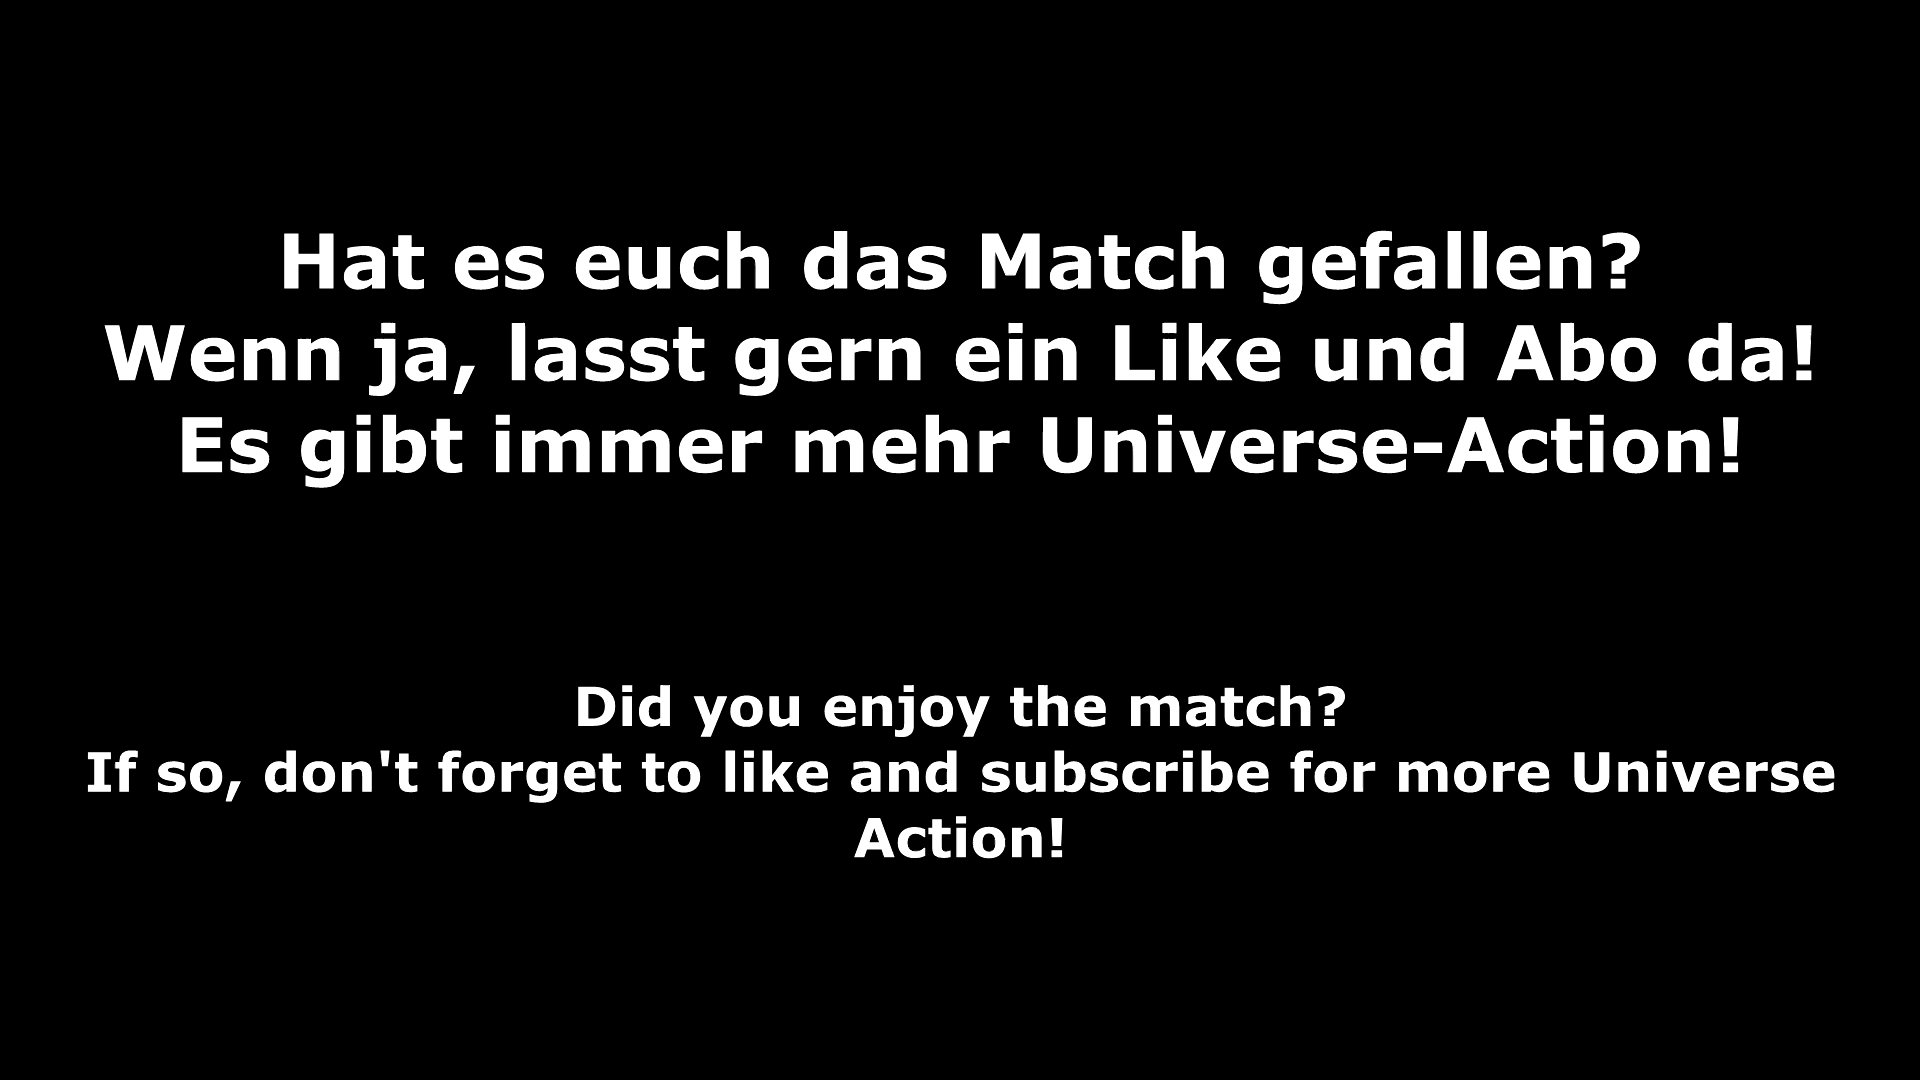 Hat es euch das Match gefallen?
Wenn ja, lasst gern ein Like und Abo da!
Es gibt immer mehr Universe-Action!
Did you enjoy the match?
If so, don't forget to like and subscribe for more Universe
Action!